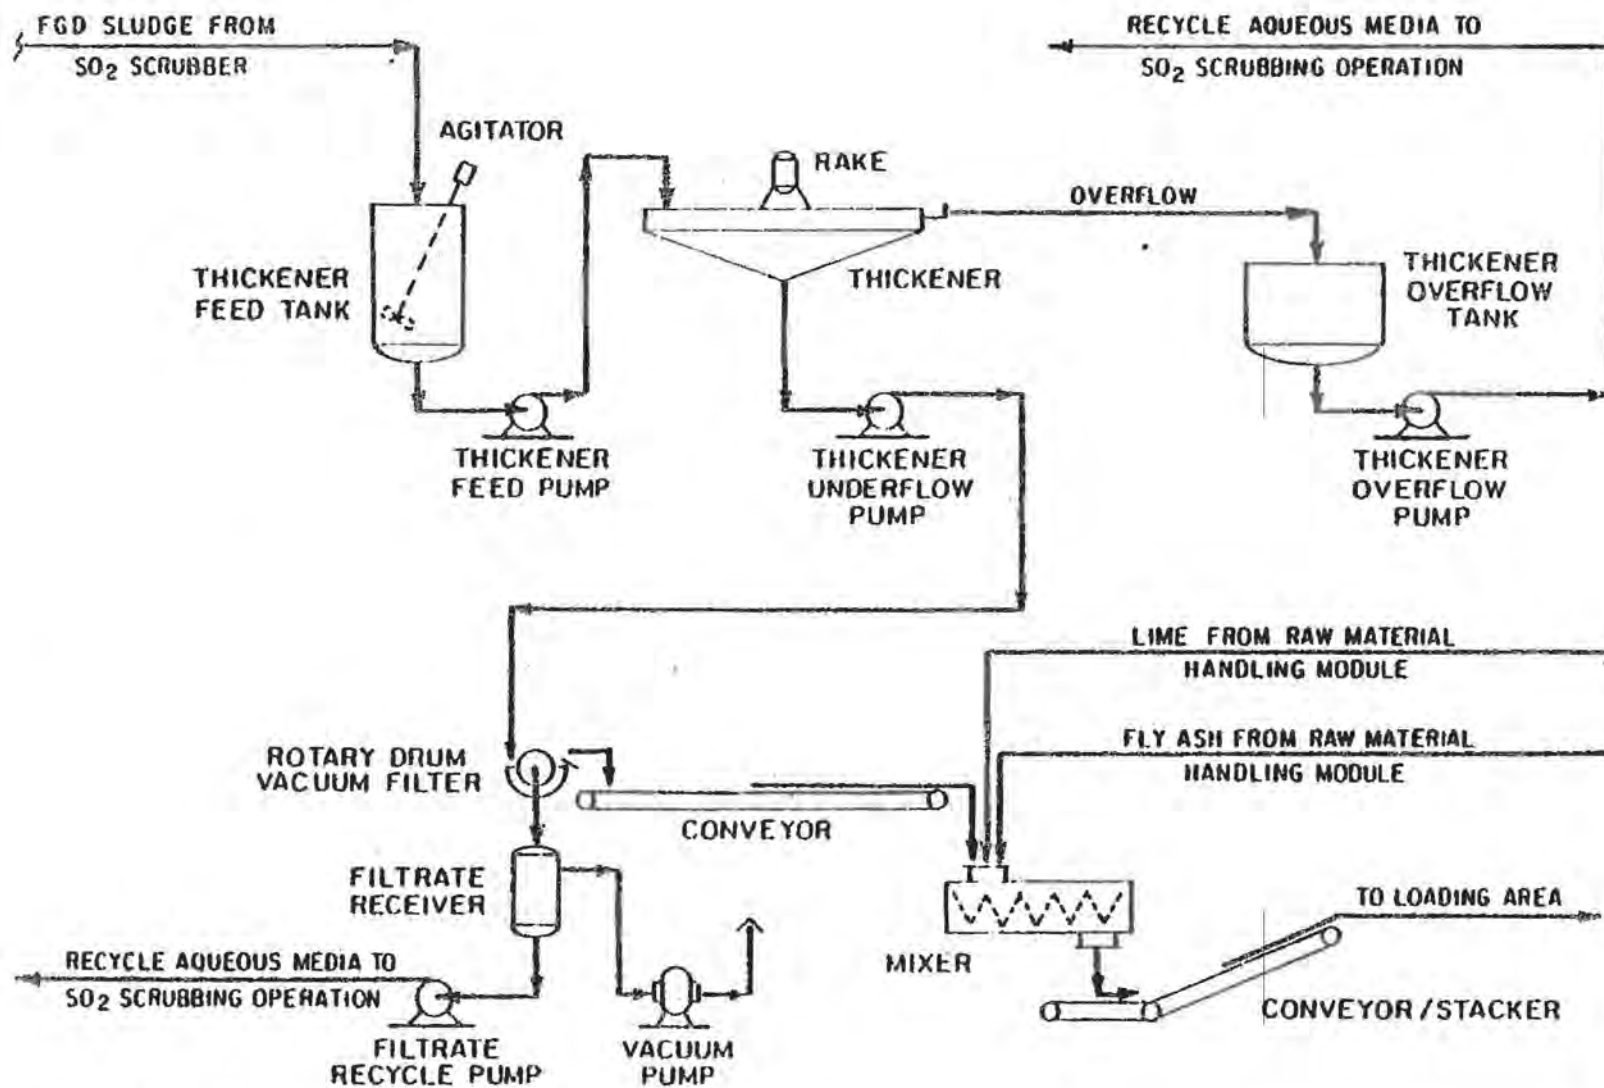 FGD SLUDGE FROM
SO2 SCRUBBER
RECYCLE AQUEOUS MEDIA TO
SO2 SCRUBBING OPERATION
AGITATOR
RAKE
OVERFLOW
THICKENER
FEED TANK
THICKENER
THICKENER
OVERFLOW
TANK
THICKENER
FEED PUMP
THICKENER
UNDERFLOW
PUMP
THICKENER
OVERFLOW
PUMP
LIME FROM RAW MATERIAL
HANDLING MODULE
FLY ASH FROM RAW MATERIAL
HANDLING MODULE
ROTARY DRUM
VACUUM FILTER
CONVEYOR
FILTRATE
RECEIVER
TO LOADING AREA
RECYCLE AQUEOUS MEDIA TO
SO2 SCRUBBING OPERATION
MIXER
CONVEYOR/STACKER
FILTRATE
RECYCLE PUMP
VACUUM
PUMP